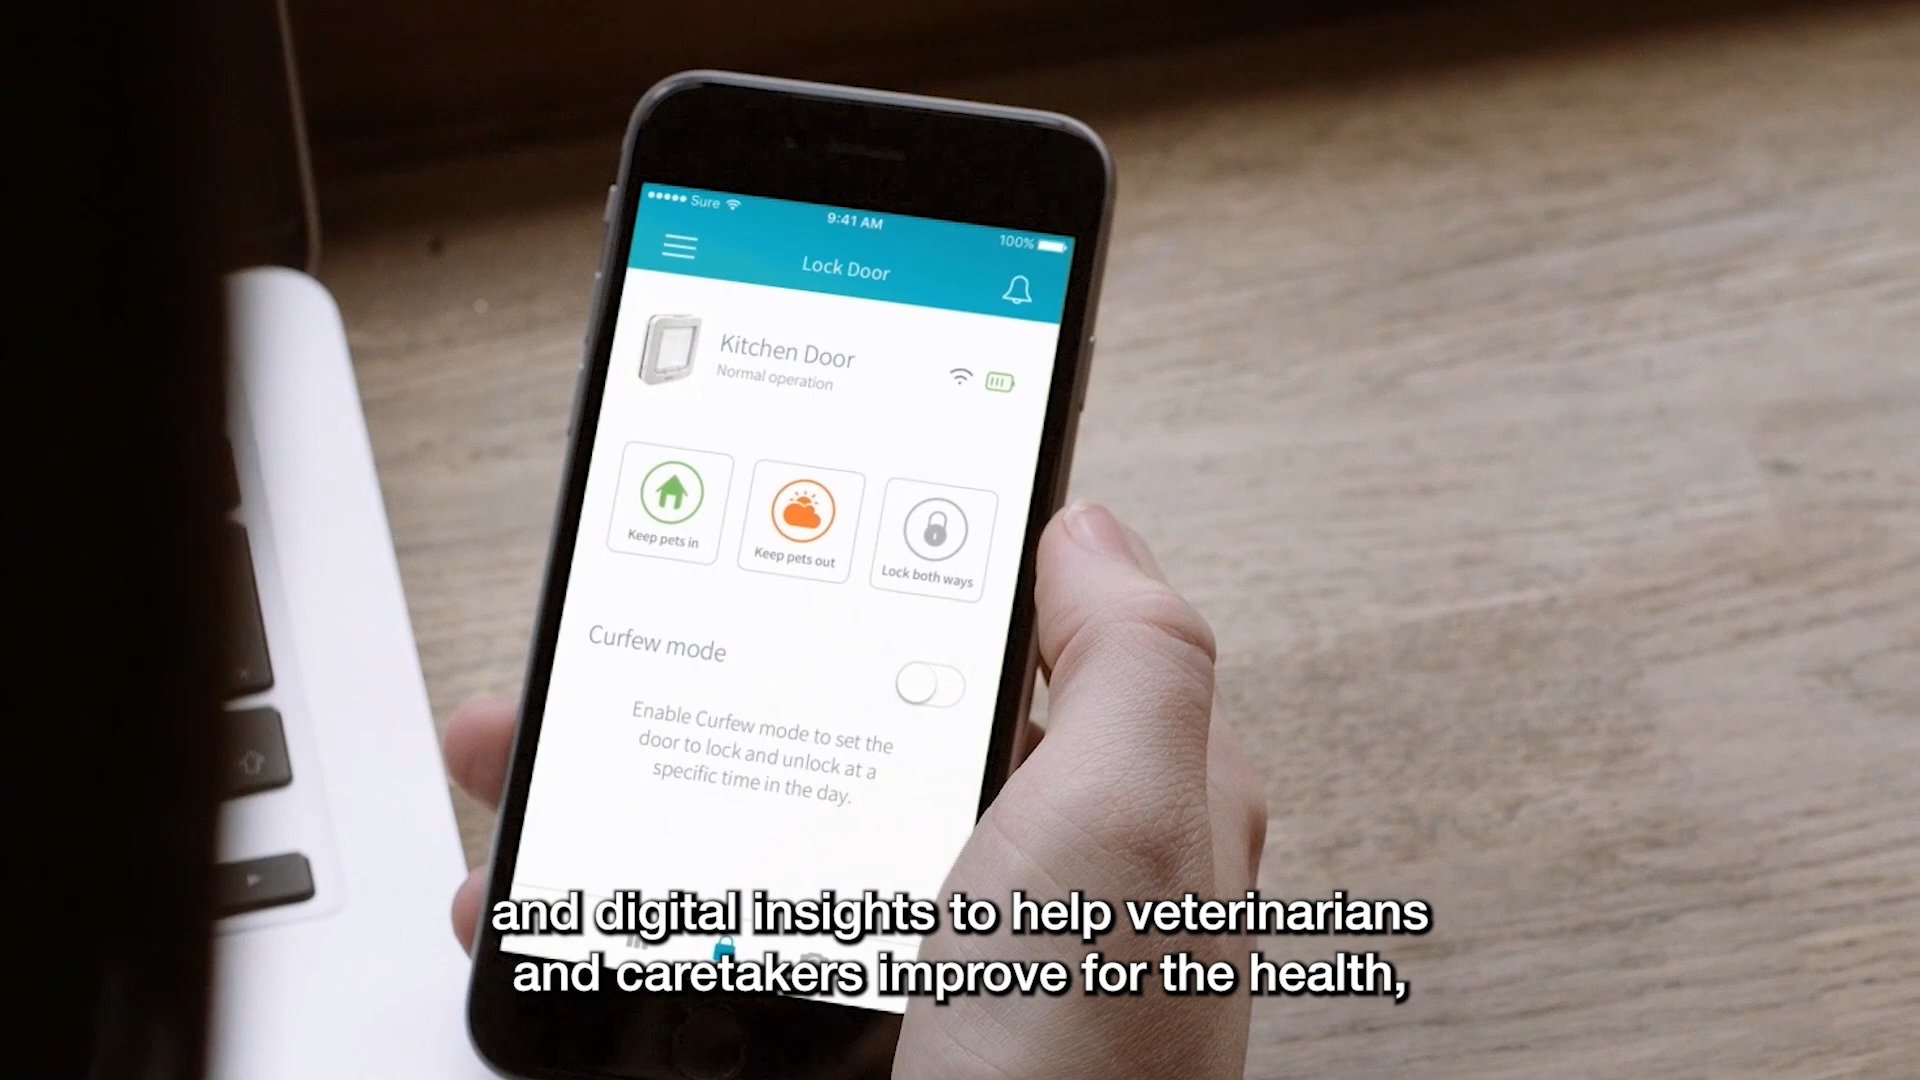 Sure
9:41 AM
100%
Lock Door
Kitchen Door
Normal operation
Keep pets in
Keep pets out
Lock both ways
Curfew mode
Enable Curfew mode to set the
door to lock and unlock at a
specific time in the day.
and digital insights to help veterinarians
and caretakers improve for the health,